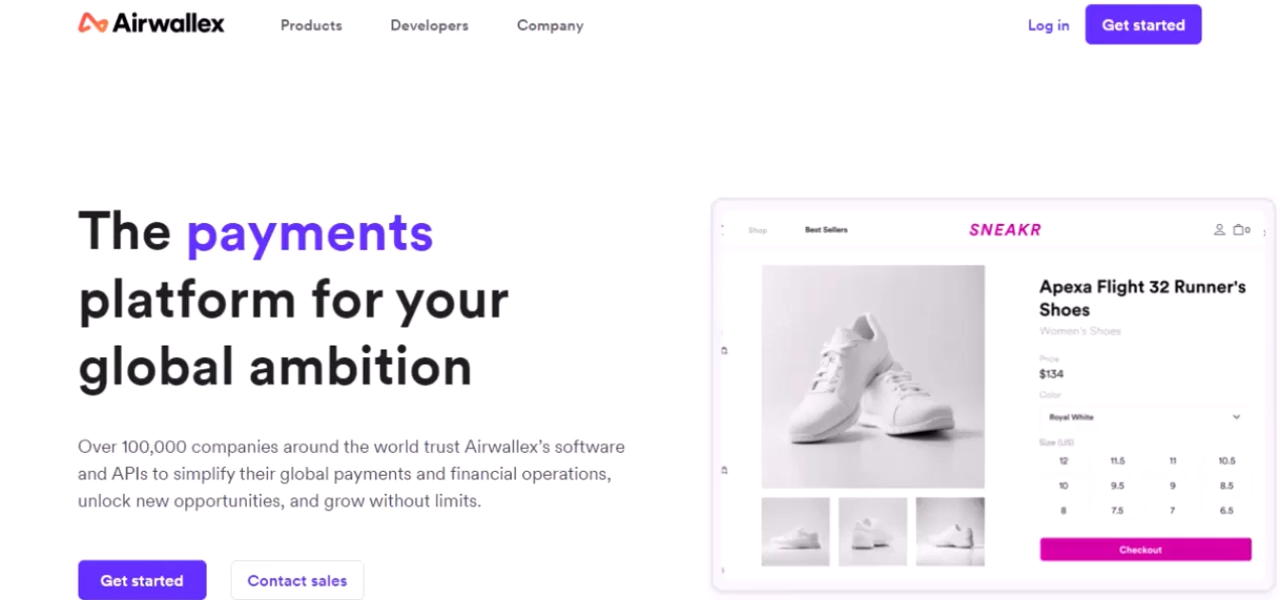 Airwallex
Products
Developers
Company
Log in
Get started
The payments
platform for your
global ambition
Over 100,000 companies around the world trust Airwallex’s software
and APIs to simplify their global payments and financial operations,
unlock new opportunities, and grow without limits.
Get started
Contact sales
Shop
Best Sellers
SNEAKR
0
Apexa Flight 32 Runner's
Shoes
Women's Shoes
Price
$134
Color
Royal White
Size (US)
12 11.5 11 10.5
10 9.5 9 8.5
8 7.5 7 6.5
Checkout